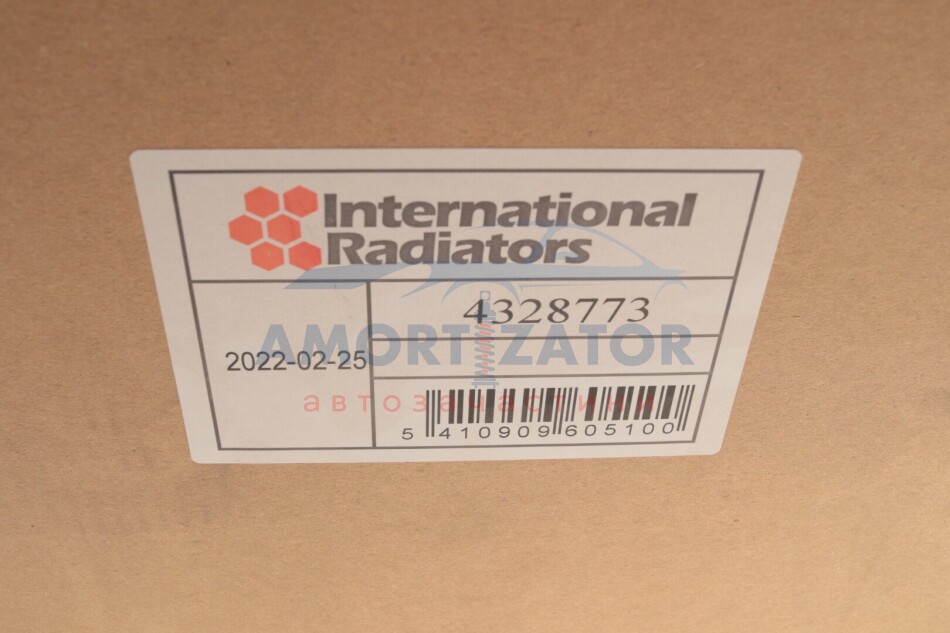 International
Radiators
4328773
AMORTIZATOR
2022-02-25
автозапчастини
5 410909 605100